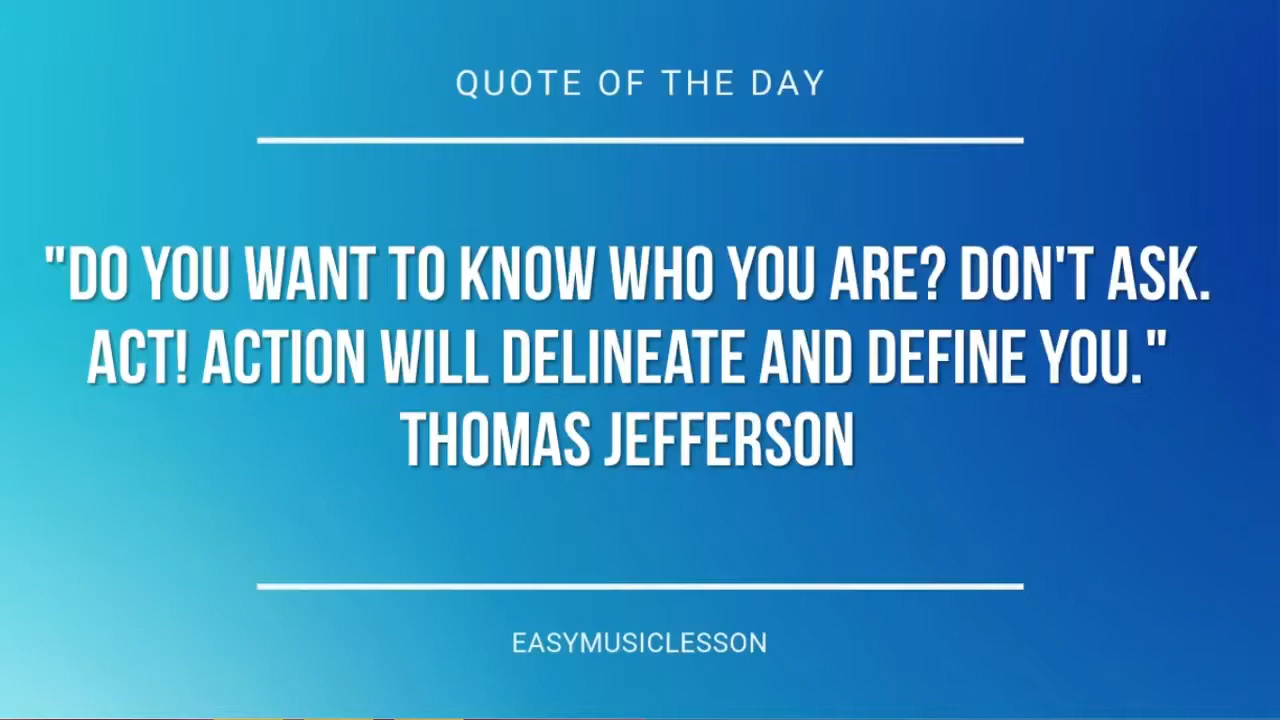 QUOTE OF THE DAY
"DO YOU WANT TO KNOW WHO YOU ARE? DON'T ASK.
ACT! ACTION WILL DELINEATE AND DEFINE YOU."
THOMAS JEFFERSON
EASYMUSICLESSON